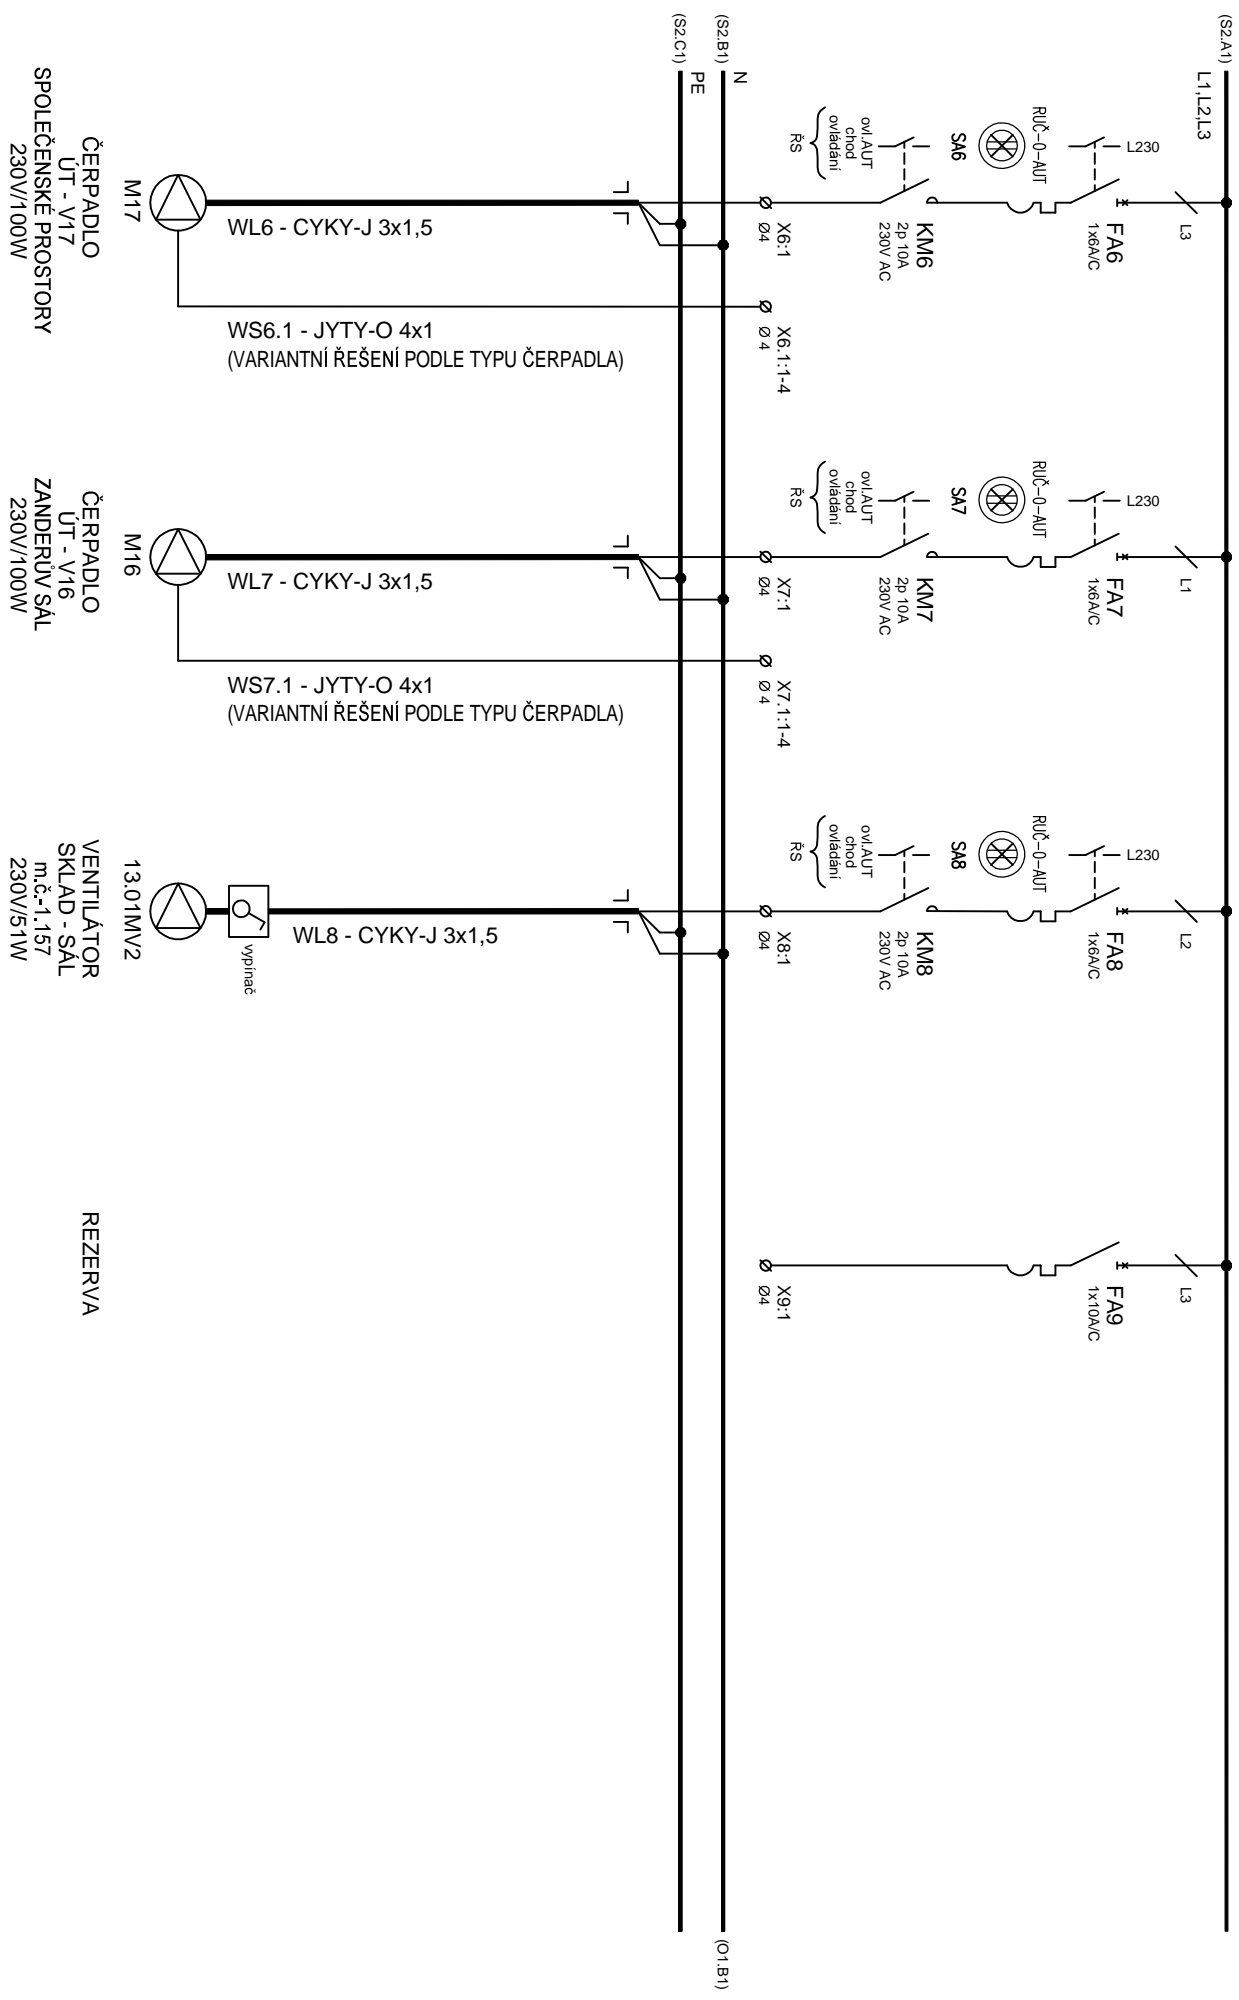 (S2.A1)
L1,L2,L3
(S2.B1)
N
(S2.C1)
PE
(O1.B1)
L3
FA6
1x6A/C
L230
RUČ-0-AUT
SA6
KM6
2p 10A
230V AC
ovl.AUT
chod
ovládání
ŘS
X6:1
Ø4
X6.1:1-4
Ø 4
WL6 - CYKY-J 3x1,5
WS6.1 - JYTY-O 4x1
(VARIANTNÍ ŘEŠENÍ PODLE TYPU ČERPADLA)
M17
ČERPADLO
ÚT - V17
SPOLEČENSKÉ PROSTORY
230V/100W
L1
FA7
1x6A/C
L230
RUČ-0-AUT
SA7
KM7
2p 10A
230V AC
ovl.AUT
chod
ovládání
ŘS
X7:1
Ø4
X7.1:1-4
Ø 4
WL7 - CYKY-J 3x1,5
WS7.1 - JYTY-O 4x1
(VARIANTNÍ ŘEŠENÍ PODLE TYPU ČERPADLA)
M16
ČERPADLO
ÚT - V16
ZANDERŮV SÁL
230V/100W
L2
FA8
1x6A/C
L230
RUČ-0-AUT
SA8
KM8
2p 10A
230V AC
ovl.AUT
chod
ovládání
ŘS
X8:1
Ø4
WL8 - CYKY-J 3x1,5
vypínač
13.01MV2
VENTILÁTOR
SKLAD - SÁL
m.č.-1.157
230V/51W
L3
FA9
1x10A/C
X9:1
Ø4
REZERVA